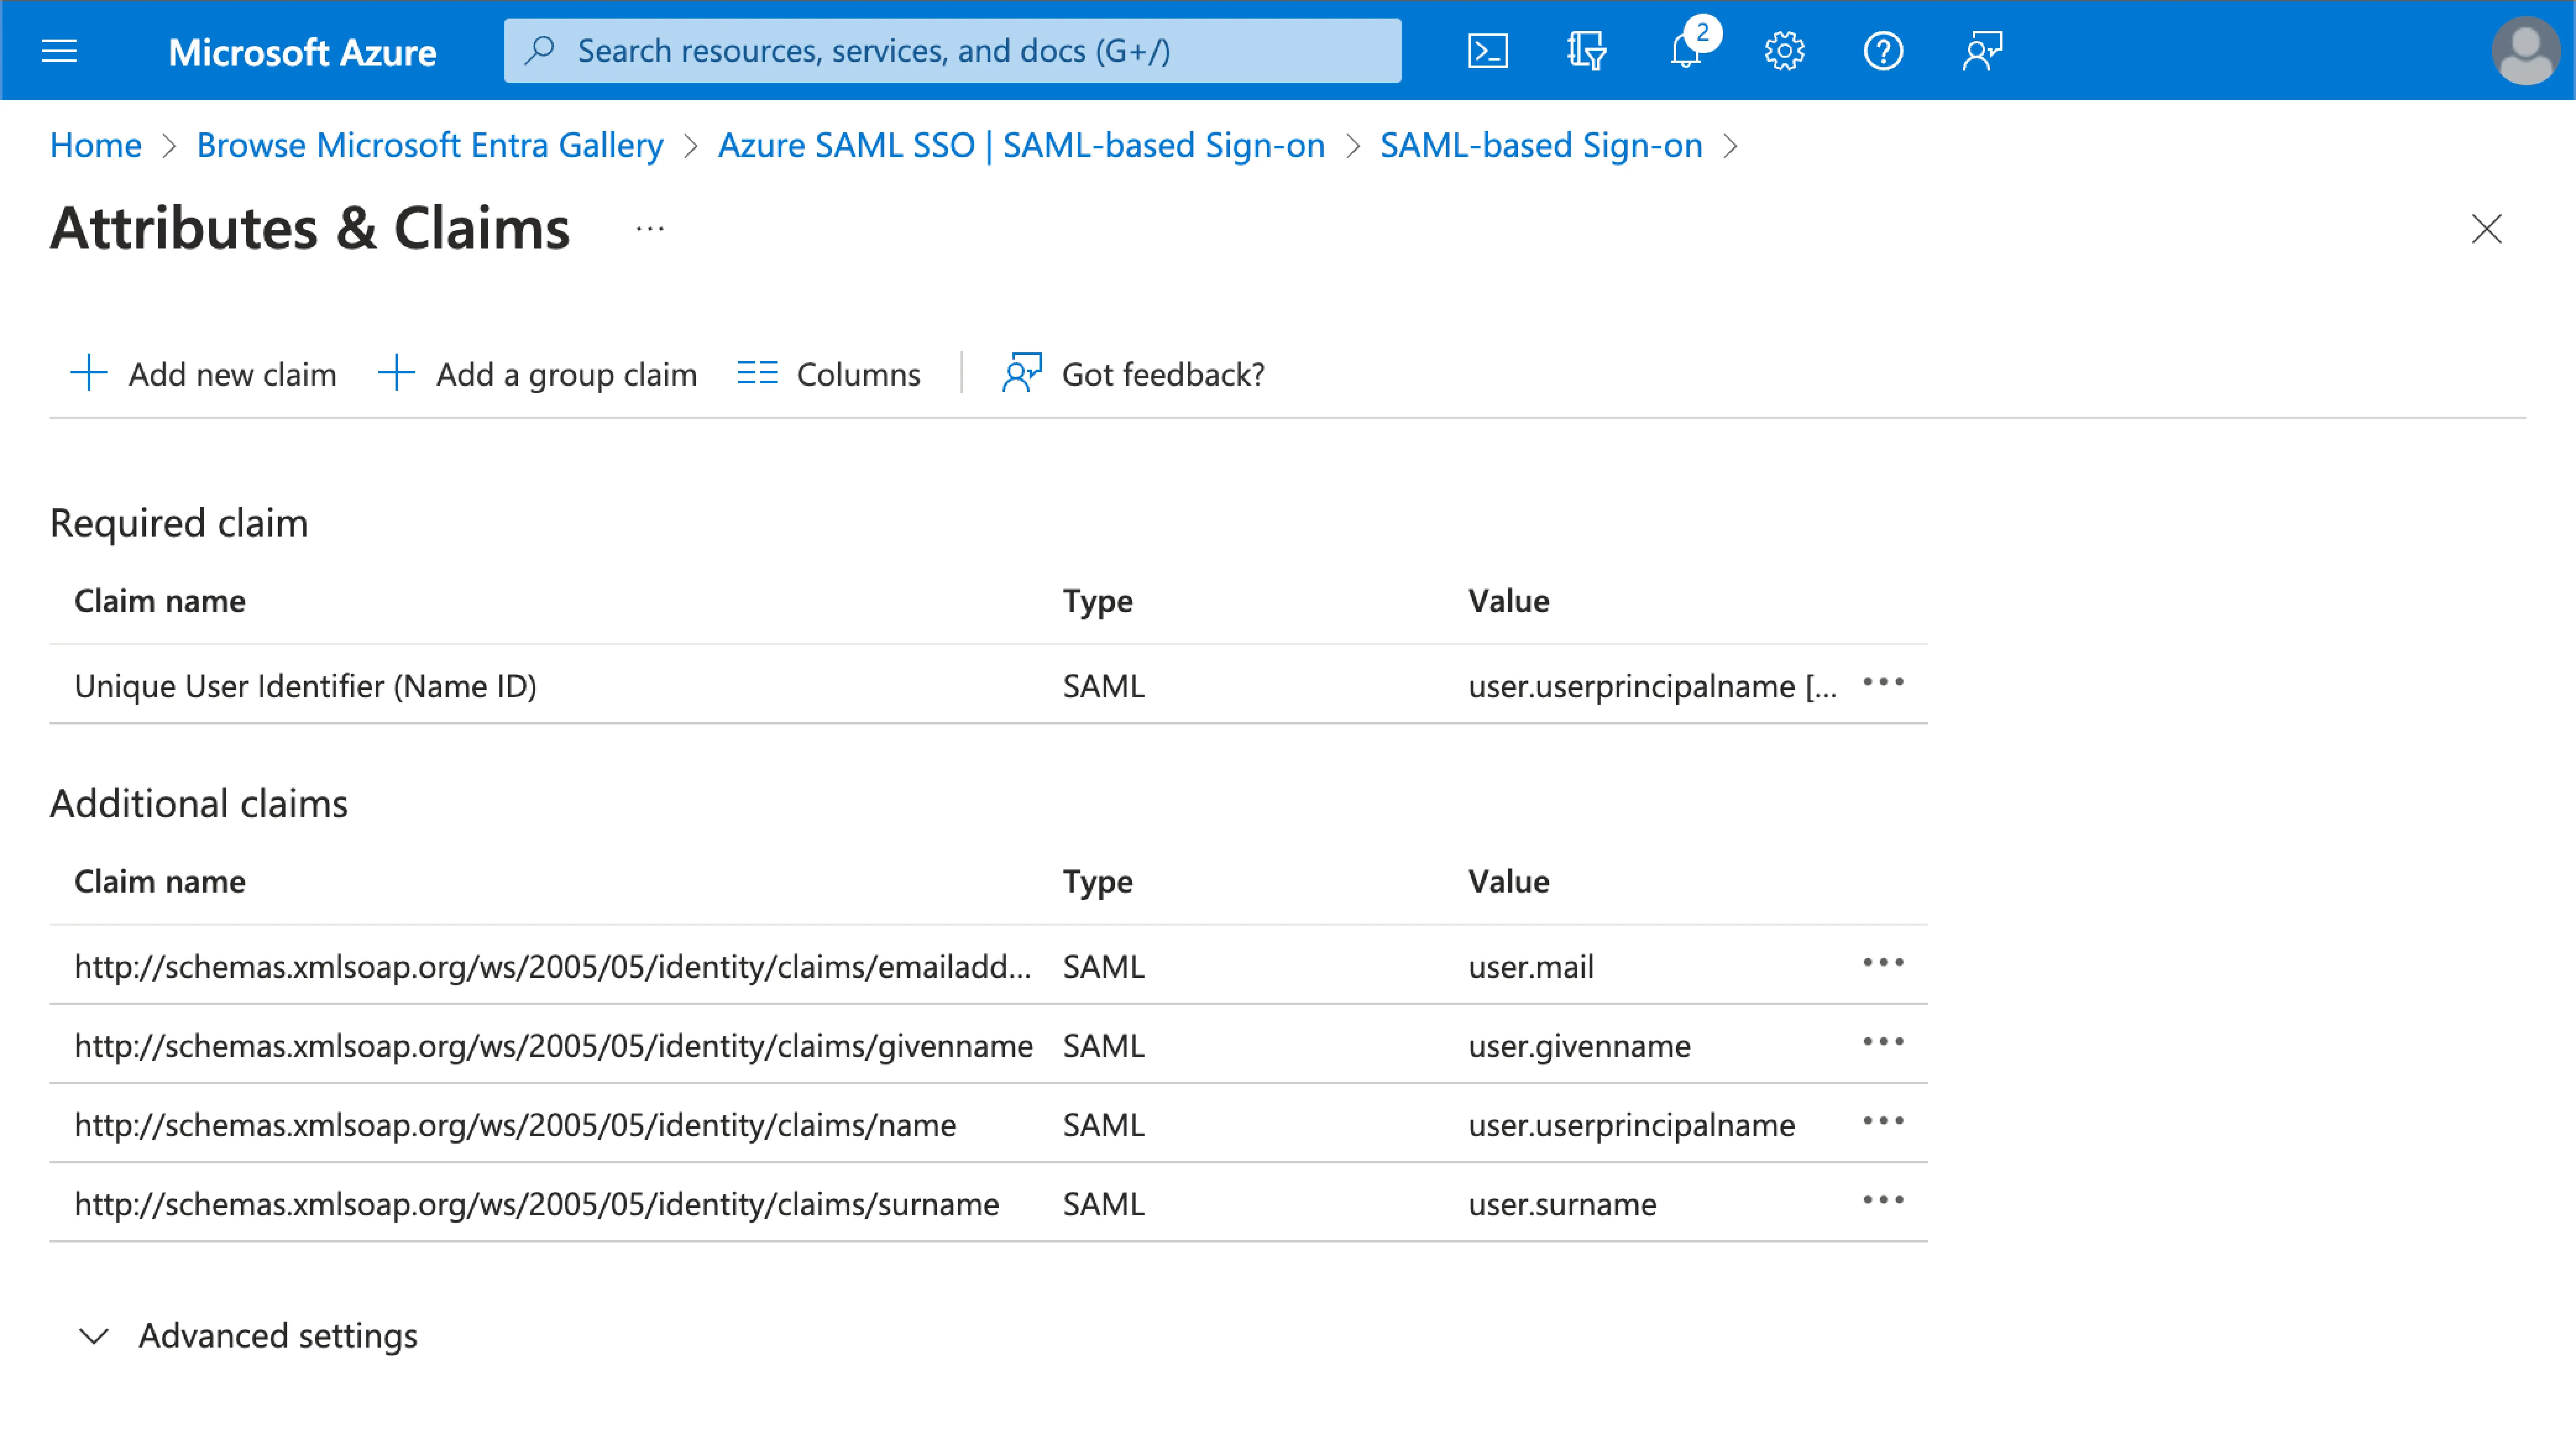 Microsoft Azure
Search resources, services, and docs (G+/)
2
Home > Browse Microsoft Entra Gallery > Azure SAML SSO | SAML-based Sign-on > SAML-based Sign-on >
Attributes & Claims ...
Add new claim Add a group claim Columns Got feedback?
Required claim
Claim name Type Value
Unique User Identifier (Name ID) SAML user.userprincipalname [...
Additional claims
Claim name Type Value
http://schemas.xmlsoap.org/ws/2005/05/identity/claims/emailadd... SAML user.mail
http://schemas.xmlsoap.org/ws/2005/05/identity/claims/givenname SAML user.givenname
http://schemas.xmlsoap.org/ws/2005/05/identity/claims/name SAML user.userprincipalname
http://schemas.xmlsoap.org/ws/2005/05/identity/claims/surname SAML user.surname
Advanced settings